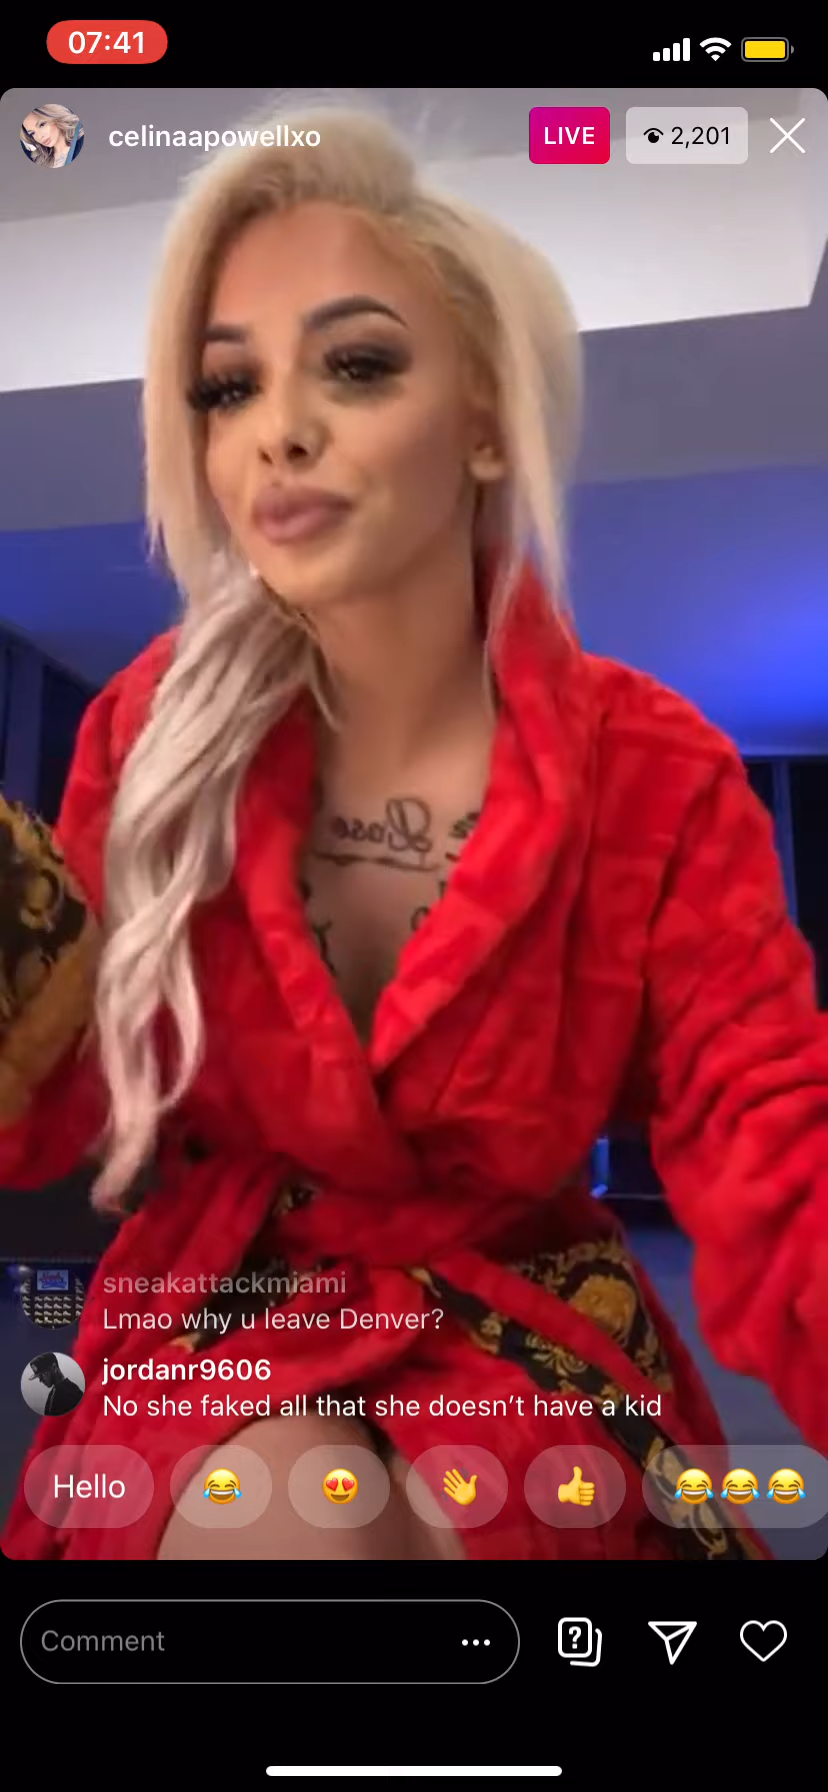 07:41
celinaapowellxo
LIVE
2,201
sneakattackmiami
Lmao why u leave Denver?
jordanr9606
No she faked all that she doesn’t have a kid
Hello
Comment